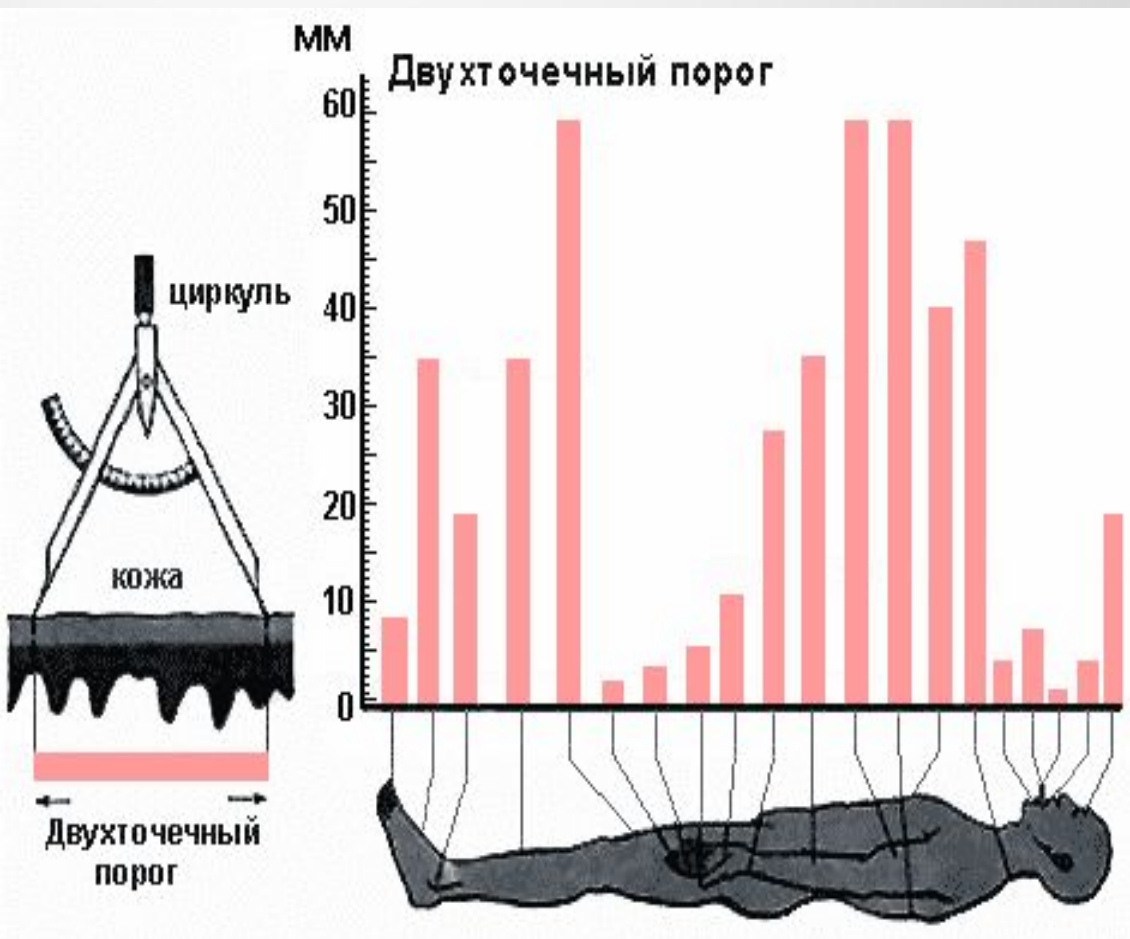 мм
Двухточечный порог
60
50
40
30
20
10
0
циркуль
кожа
Двухточечный
порог